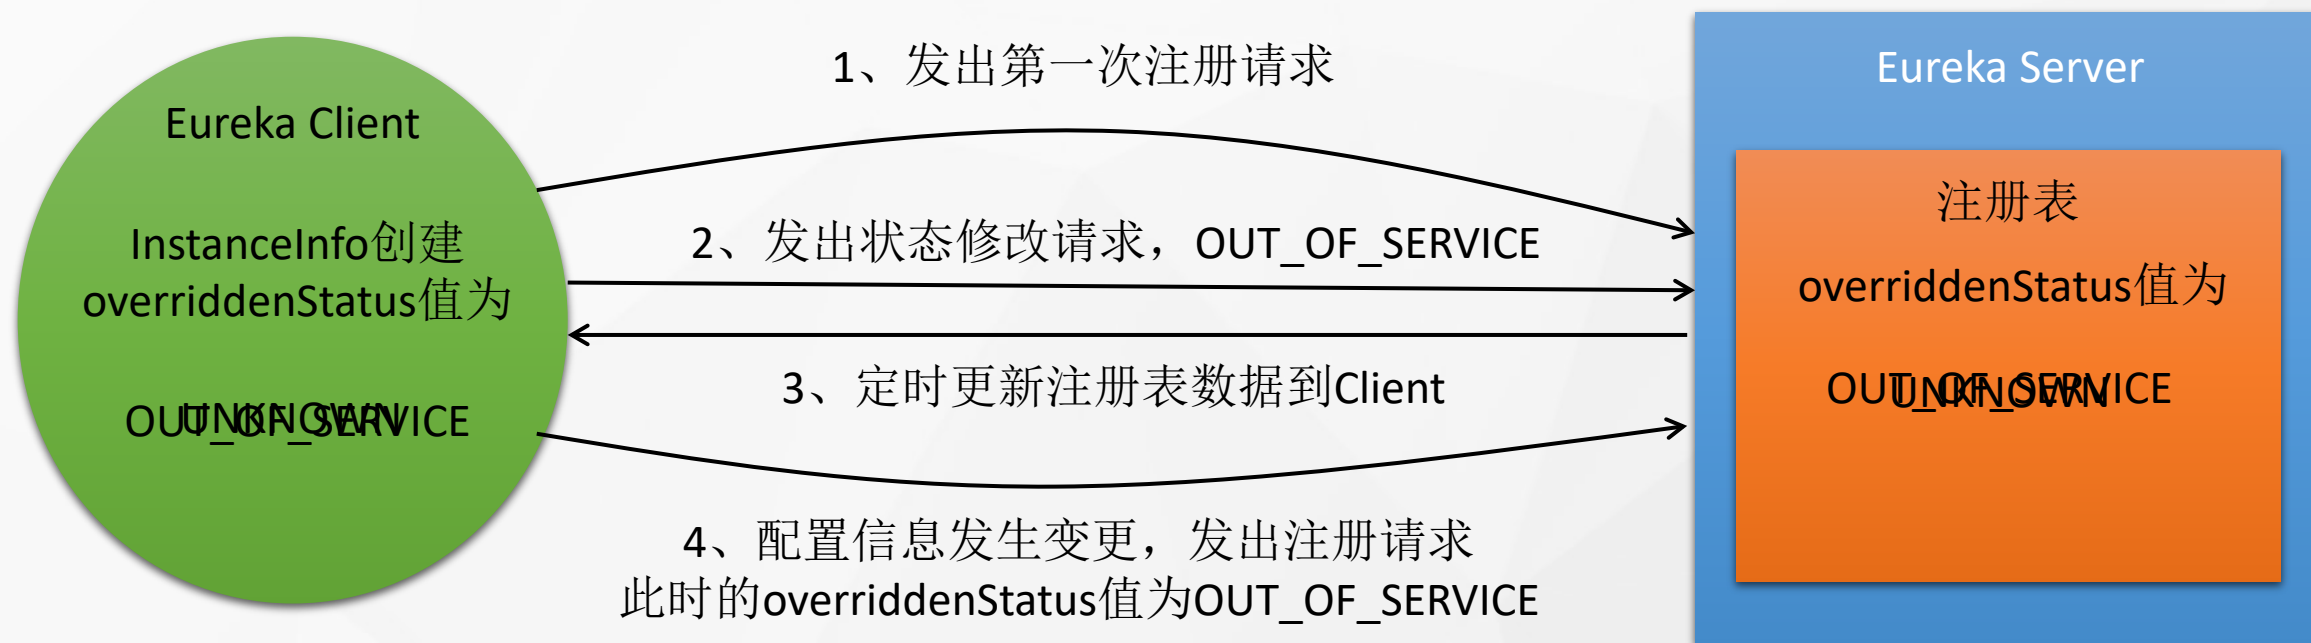 Eureka Client
InstanceInfo创建
overriddenStatus值为
OUT_OF_SERVICE
UNKNOWN
1、发出第一次注册请求
2、发出状态修改请求，OUT_OF_SERVICE
3、定时更新注册表数据到Client
4、配置信息发生变更，发出注册请求
此时的overriddenStatus值为OUT_OF_SERVICE
Eureka Server
注册表
overriddenStatus值为
OUT_OF_SERVICE
UNKNOWN